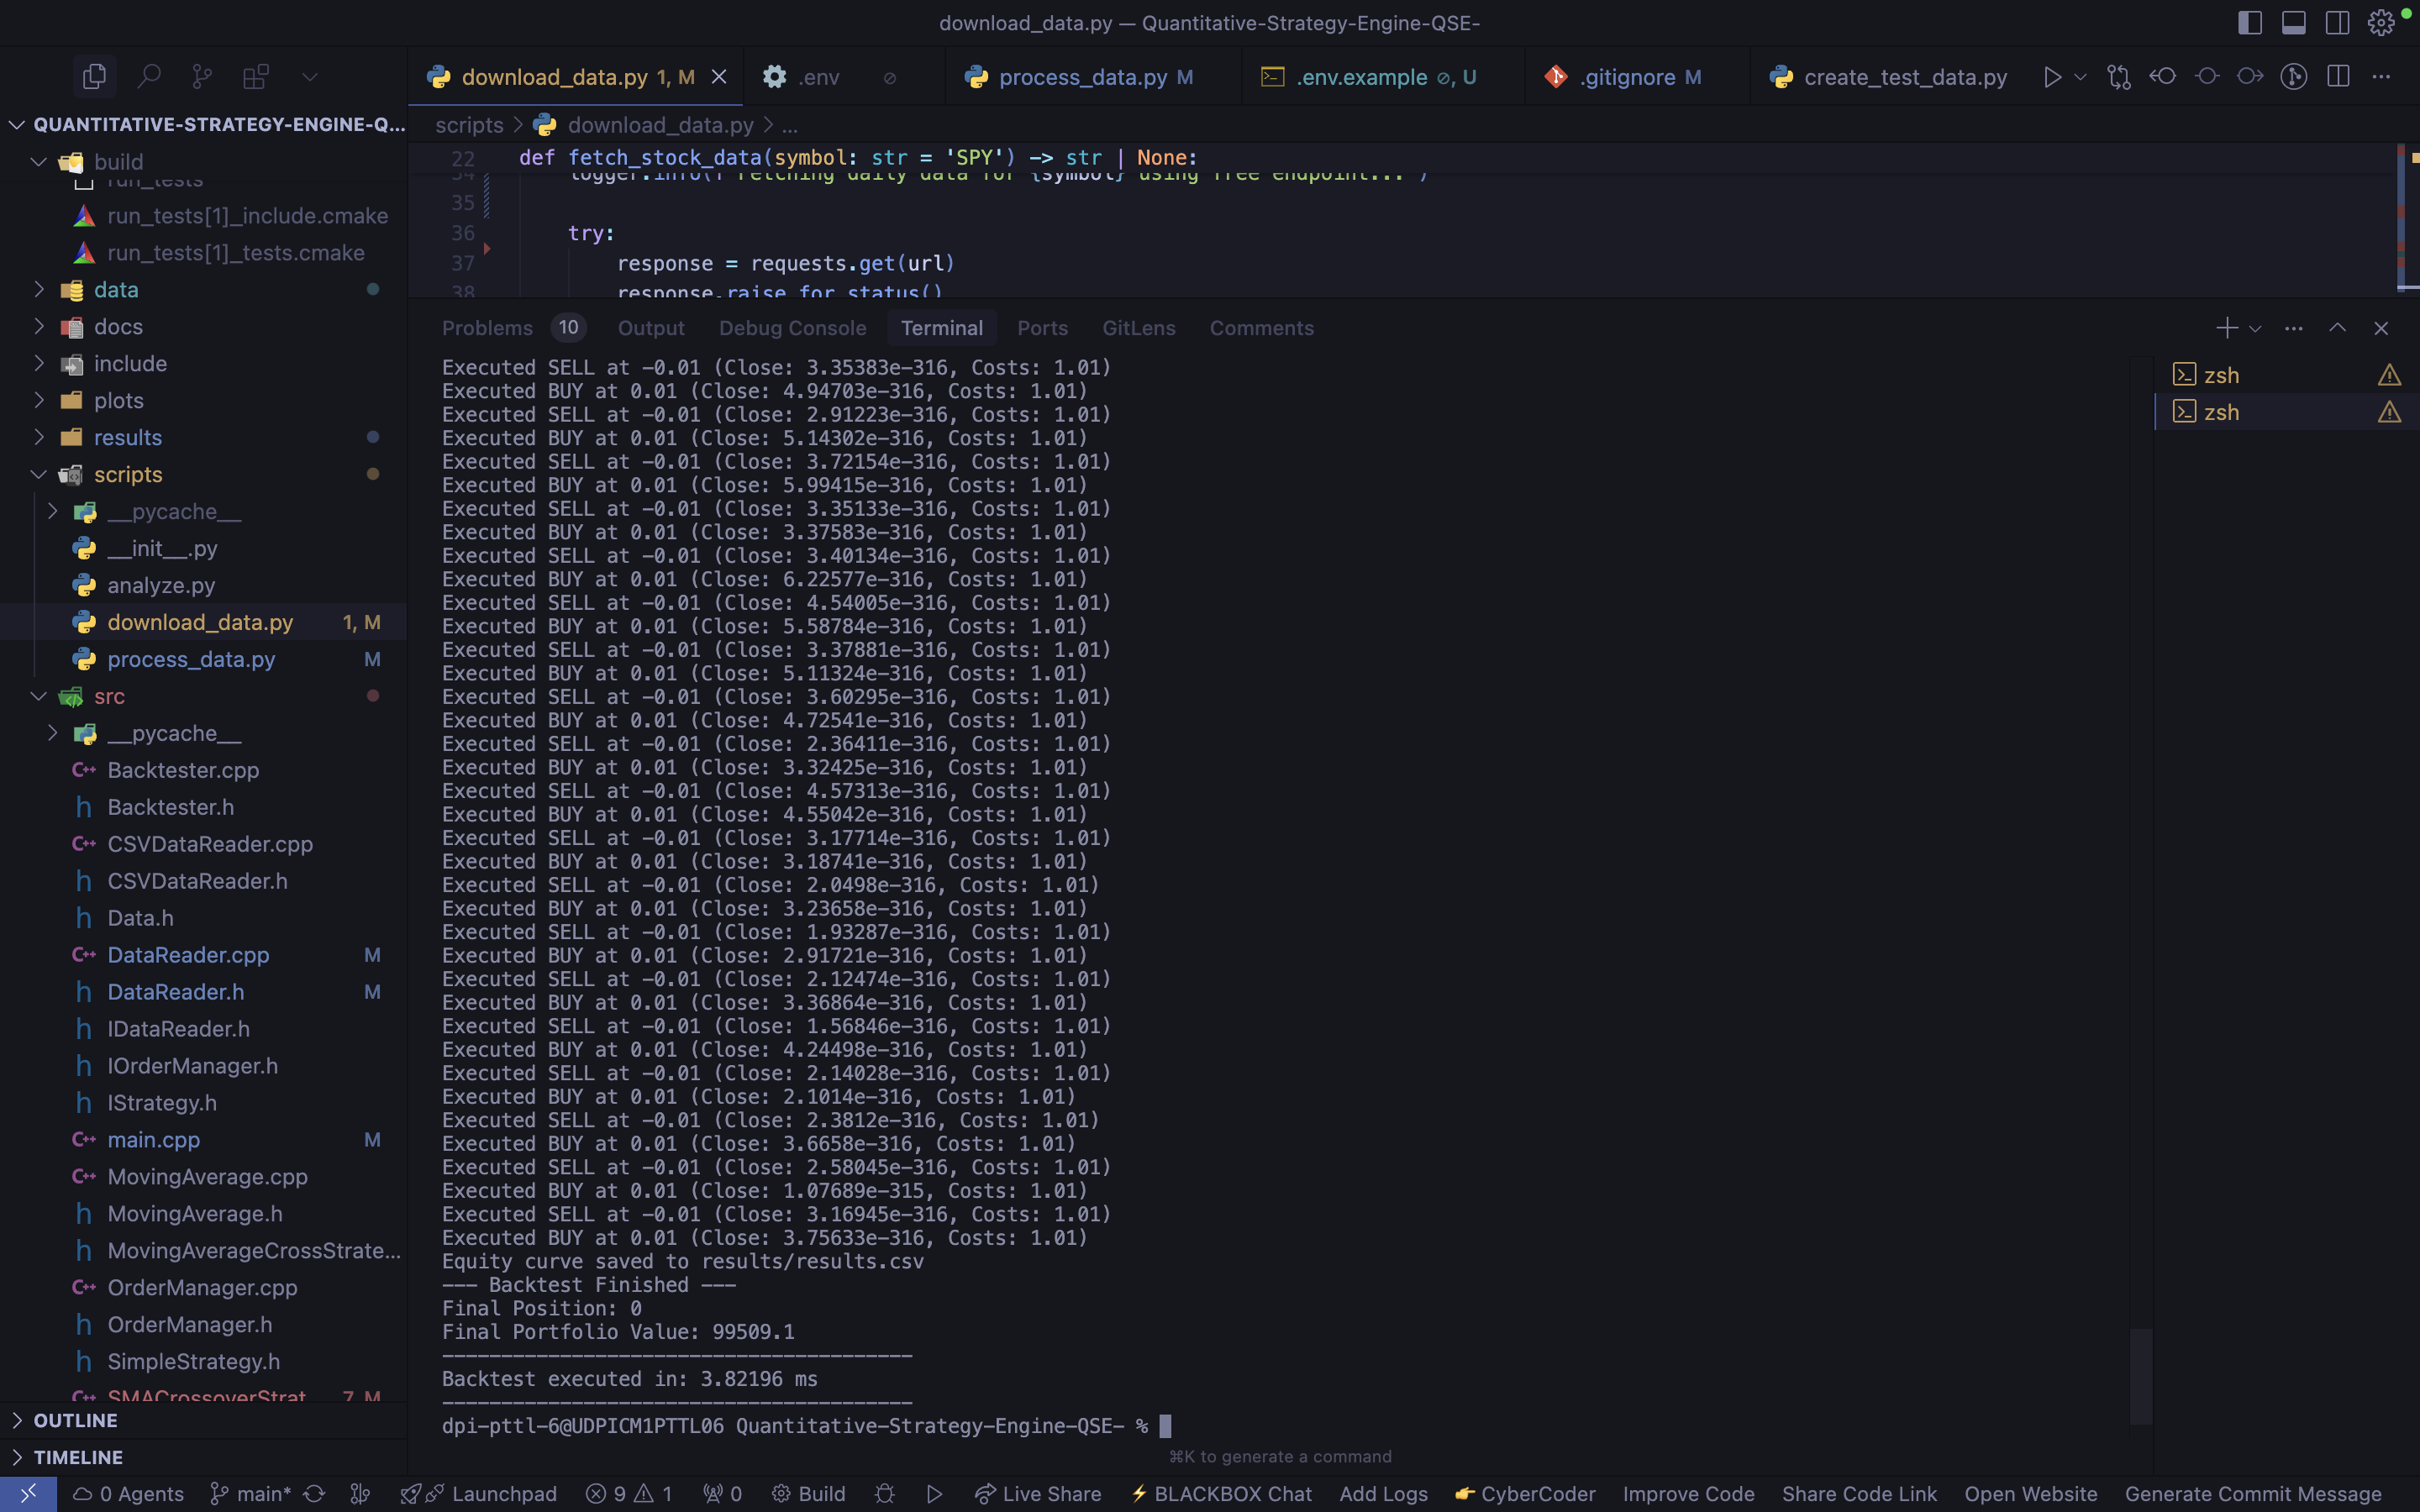 download_data.py — Quantitative-Strategy-Engine-QSE-
download_data.py 1, M
.env
process_data.py M
.env.example U
.gitignore M
create_test_data.py
QUANTITATIVE-STRATEGY-ENGINE-Q...
build
run_tests
run_tests[1]_include.cmake
run_tests[1]_tests.cmake
data
docs
include
plots
results
scripts
__pycache__
__init__.py
analyze.py
download_data.py 1, M
process_data.py M
src
__pycache__
Backtester.cpp
Backtester.h
CSVDataReader.cpp
CSVDataReader.h
Data.h
DataReader.cpp M
DataReader.h M
IDataReader.h
IOrderManager.h
IStrategy.h
main.cpp M
MovingAverage.cpp
MovingAverage.h
MovingAverageCrossStrate...
OrderManager.cpp
OrderManager.h
SimpleStrategy.h
SMACrossoverStrat... 7, M
OUTLINE
TIMELINE
scripts > download_data.py > ...
22 def fetch_stock_data(symbol: str = 'SPY') -> str | None:
34 logger.info(f"Fetching daily data for {symbol} using free endpoint...")
35
36 try:
37 response = requests.get(url)
38 response.raise_for_status()
Problems 10 Output Debug Console Terminal Ports GitLens Comments
Executed SELL at -0.01 (Close: 3.35383e-316, Costs: 1.01)
Executed BUY at 0.01 (Close: 4.94703e-316, Costs: 1.01)
Executed SELL at -0.01 (Close: 2.91223e-316, Costs: 1.01)
Executed BUY at 0.01 (Close: 5.14302e-316, Costs: 1.01)
Executed SELL at -0.01 (Close: 3.72154e-316, Costs: 1.01)
Executed BUY at 0.01 (Close: 5.99415e-316, Costs: 1.01)
Executed SELL at -0.01 (Close: 3.35133e-316, Costs: 1.01)
Executed BUY at 0.01 (Close: 3.37583e-316, Costs: 1.01)
Executed SELL at -0.01 (Close: 3.40134e-316, Costs: 1.01)
Executed BUY at 0.01 (Close: 6.22577e-316, Costs: 1.01)
Executed SELL at -0.01 (Close: 4.54005e-316, Costs: 1.01)
Executed BUY at 0.01 (Close: 5.58784e-316, Costs: 1.01)
Executed SELL at -0.01 (Close: 3.37881e-316, Costs: 1.01)
Executed BUY at 0.01 (Close: 5.11324e-316, Costs: 1.01)
Executed SELL at -0.01 (Close: 3.60295e-316, Costs: 1.01)
Executed BUY at 0.01 (Close: 4.72541e-316, Costs: 1.01)
Executed SELL at -0.01 (Close: 2.36411e-316, Costs: 1.01)
Executed BUY at 0.01 (Close: 3.32425e-316, Costs: 1.01)
Executed SELL at -0.01 (Close: 4.57313e-316, Costs: 1.01)
Executed BUY at 0.01 (Close: 4.55042e-316, Costs: 1.01)
Executed SELL at -0.01 (Close: 3.17714e-316, Costs: 1.01)
Executed BUY at 0.01 (Close: 3.18741e-316, Costs: 1.01)
Executed SELL at -0.01 (Close: 2.0498e-316, Costs: 1.01)
Executed BUY at 0.01 (Close: 3.23658e-316, Costs: 1.01)
Executed SELL at -0.01 (Close: 1.93287e-316, Costs: 1.01)
Executed BUY at 0.01 (Close: 2.91721e-316, Costs: 1.01)
Executed SELL at -0.01 (Close: 2.12474e-316, Costs: 1.01)
Executed BUY at 0.01 (Close: 3.36864e-316, Costs: 1.01)
Executed SELL at -0.01 (Close: 1.56846e-316, Costs: 1.01)
Executed BUY at 0.01 (Close: 4.24498e-316, Costs: 1.01)
Executed SELL at -0.01 (Close: 2.14028e-316, Costs: 1.01)
Executed BUY at 0.01 (Close: 2.1014e-316, Costs: 1.01)
Executed SELL at -0.01 (Close: 2.3812e-316, Costs: 1.01)
Executed BUY at 0.01 (Close: 3.6658e-316, Costs: 1.01)
Executed SELL at -0.01 (Close: 2.58045e-316, Costs: 1.01)
Executed BUY at 0.01 (Close: 1.07689e-315, Costs: 1.01)
Executed SELL at -0.01 (Close: 3.16945e-316, Costs: 1.01)
Executed BUY at 0.01 (Close: 3.75633e-316, Costs: 1.01)
Equity curve saved to results/results.csv
--- Backtest Finished ---
Final Position: 0
Final Portfolio Value: 99509.1
----------------------------------------
Backtest executed in: 3.82196 ms
----------------------------------------
dpi-pttl-6@UDPICM1PTTL06 Quantitative-Strategy-Engine-QSE- %
⌘K to generate a command
zsh
zsh
0 Agents main* Launchpad 9 1 0 Build Live Share BLACKBOX Chat Add Logs CyberCoder Improve Code Share Code Link Open Website Generate Commit Message